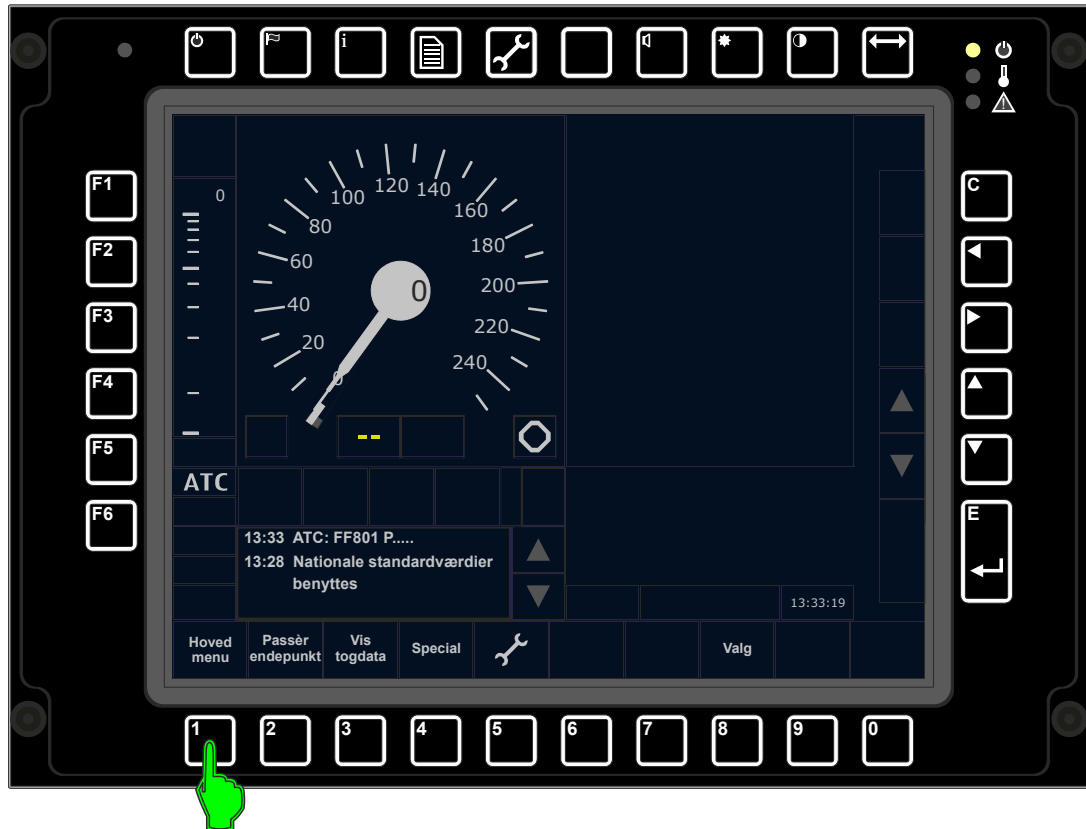 i
F1
F2
F3
F4
F5
F6
C
E
0
0
20
40
60
80
100
120
140
160
180
200
220
240
0
--
ATC
13:33 ATC: FF801 P.....
13:28 Nationale standardværdier
benyttes
13:33:19
Hoved
menu
Passèr
endepunkt
Vis
togdata
Special
Valg
1
2
3
4
5
6
7
8
9
0